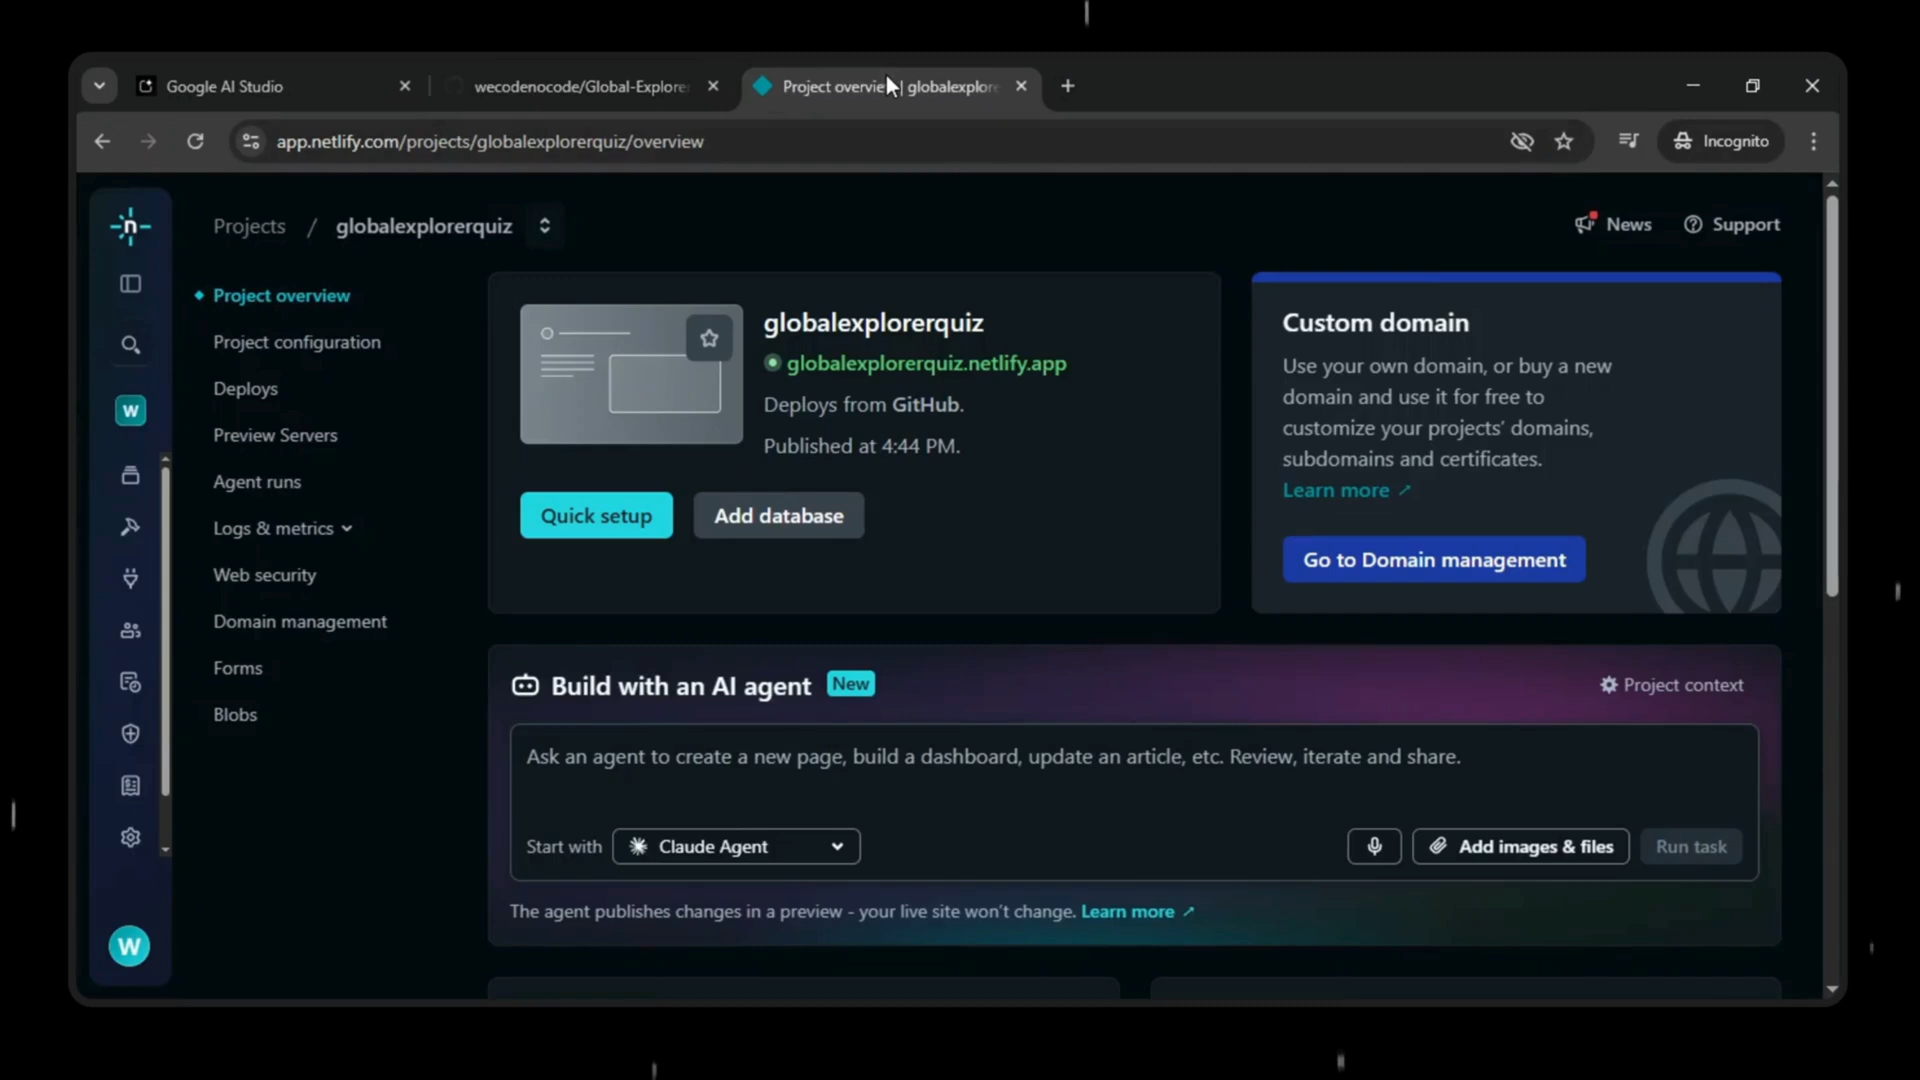 Google AI Studio
wecodenocode/Global-Explore
Project overvie
globalexplore
app.netlify.com/projects/globalexplorerquiz/overview
Incognito
n
Projects / globalexplorerquiz
News
Support
Project overview
Project configuration
Deploys
Preview Servers
Agent runs
Logs & metrics
Web security
Domain management
Forms
Blobs
W
W
globalexplorerquiz
globalexplorerquiz.netlify.app
Deploys from GitHub.
Published at 4:44 PM.
Quick setup
Add database
Custom domain
Use your own domain, or buy a new
domain and use it for free to
customize your projects' domains,
subdomains and certificates.
Learn more ↗
Go to Domain management
Build with an AI agent New
Project context
Ask an agent to create a new page, build a dashboard, update an article, etc. Review, iterate and share.
Start with Claude Agent
Add images & files
Run task
The agent publishes changes in a preview - your live site won't change. Learn more ↗